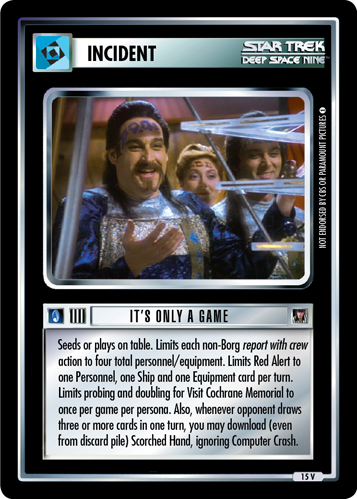 INCIDENT
STAR TREK
DEEP SPACE NINE™
NOT ENDORSED BY CBS OR PARAMOUNT PICTURES
IT'S ONLY A GAME
Seeds or plays on table. Limits each non-Borg report with crew
action to four total personnel/equipment. Limits Red Alert to
one Personnel, one Ship and one Equipment card per turn.
Limits probing and doubling for Visit Cochrane Memorial to
once per game per persona. Also, whenever opponent draws
three or more cards in one turn, you may download (even
from discard pile) Scorched Hand, ignoring Computer Crash.
15 V